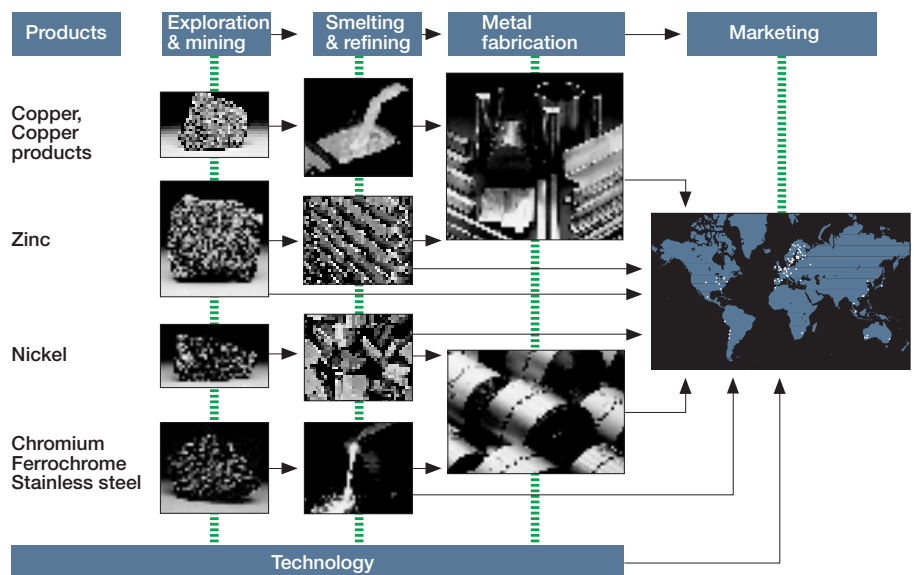 Products
Exploration
& mining
Smelting
& refining
Metal
fabrication
Marketing
Copper,
Copper
products
Zinc
Nickel
Chromium
Ferrochrome
Stainless steel
Technology